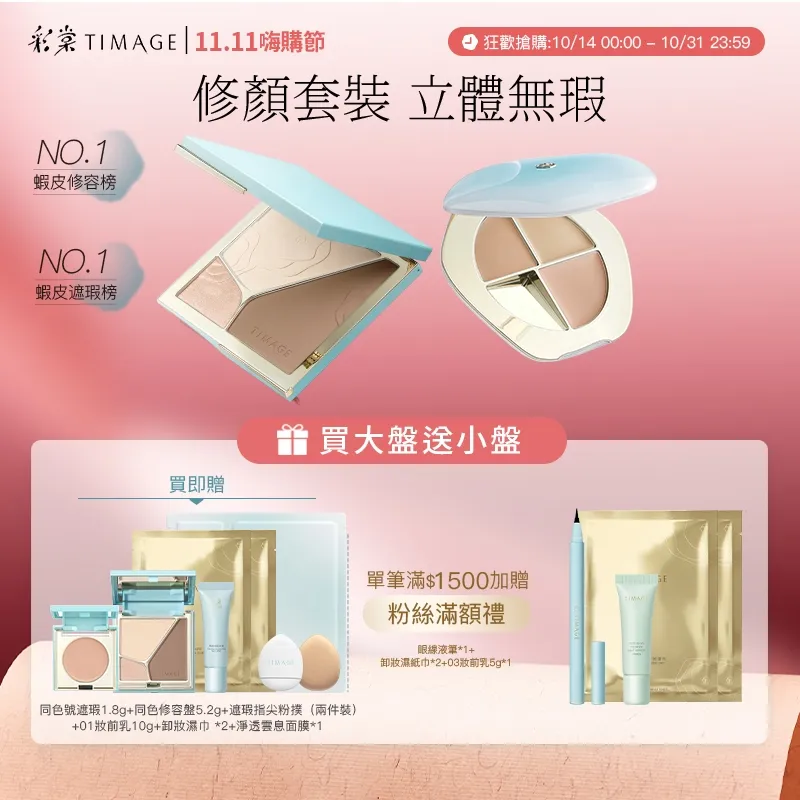 彩棠 TIMAGE | 11.11嗨購節
狂歡搶購:10/14 00:00 - 10/31 23:59
修顏套裝 立體無瑕
NO.1
蝦皮修容榜
NO.1
蝦皮遮瑕榜
TIMAGE
買大盤送小盤
買即贈
TIMAGE
同色號遮瑕1.8g+同色修容盤5.2g+遮瑕指尖粉撲（兩件裝）
+01妝前乳10g+卸妝濕巾 *2+淨透雲息面膜*1
單筆滿$1500加贈
粉絲滿額禮
眼線液筆*1+
卸妝濕紙巾*2+03妝前乳5g*1
TIMAGE